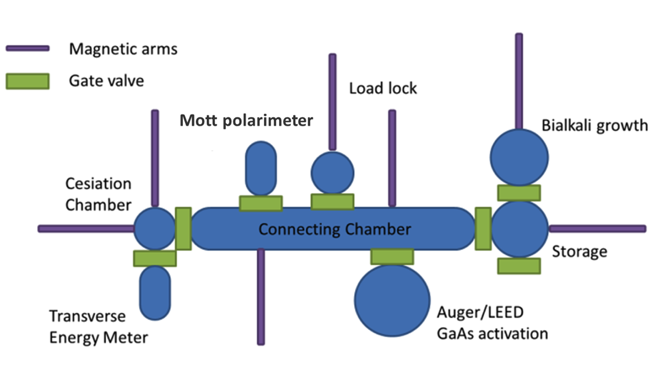 Magnetic arms
Gate valve
Load lock
Mott polarimeter
Bialkali growth
Cesiation
Chamber
Connecting Chamber
Storage
Transverse
Energy Meter
Auger/LEED
GaAs activation